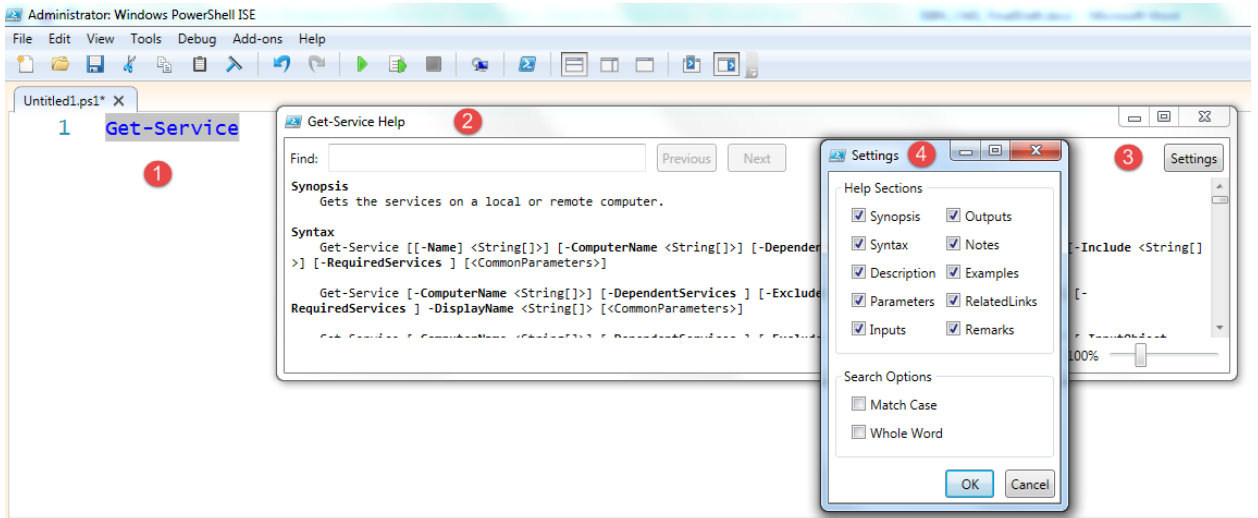 Administrator: Windows PowerShell ISE
File Edit View Tools Debug Add-ons Help
Untitled1.ps1* X
1 Get-Service
1
Get-Service Help 2
Find: Previous Next 3 Settings
Synopsis
Gets the services on a local or remote computer.
Syntax
Get-Service [[-Name] <String[]>] [-ComputerName <String[]>] [-Dependen [-Include <String[]
>] [-RequiredServices ] [<CommonParameters>]
Get-Service [-ComputerName <String[]>] [-DependentServices ] [-Exclude [-
RequiredServices ] -DisplayName <String[]> [<CommonParameters>]
100%
Settings 4
Help Sections
Synopsis Outputs
Syntax Notes
Description Examples
Parameters RelatedLinks
Inputs Remarks
Search Options
Match Case
Whole Word
OK Cancel